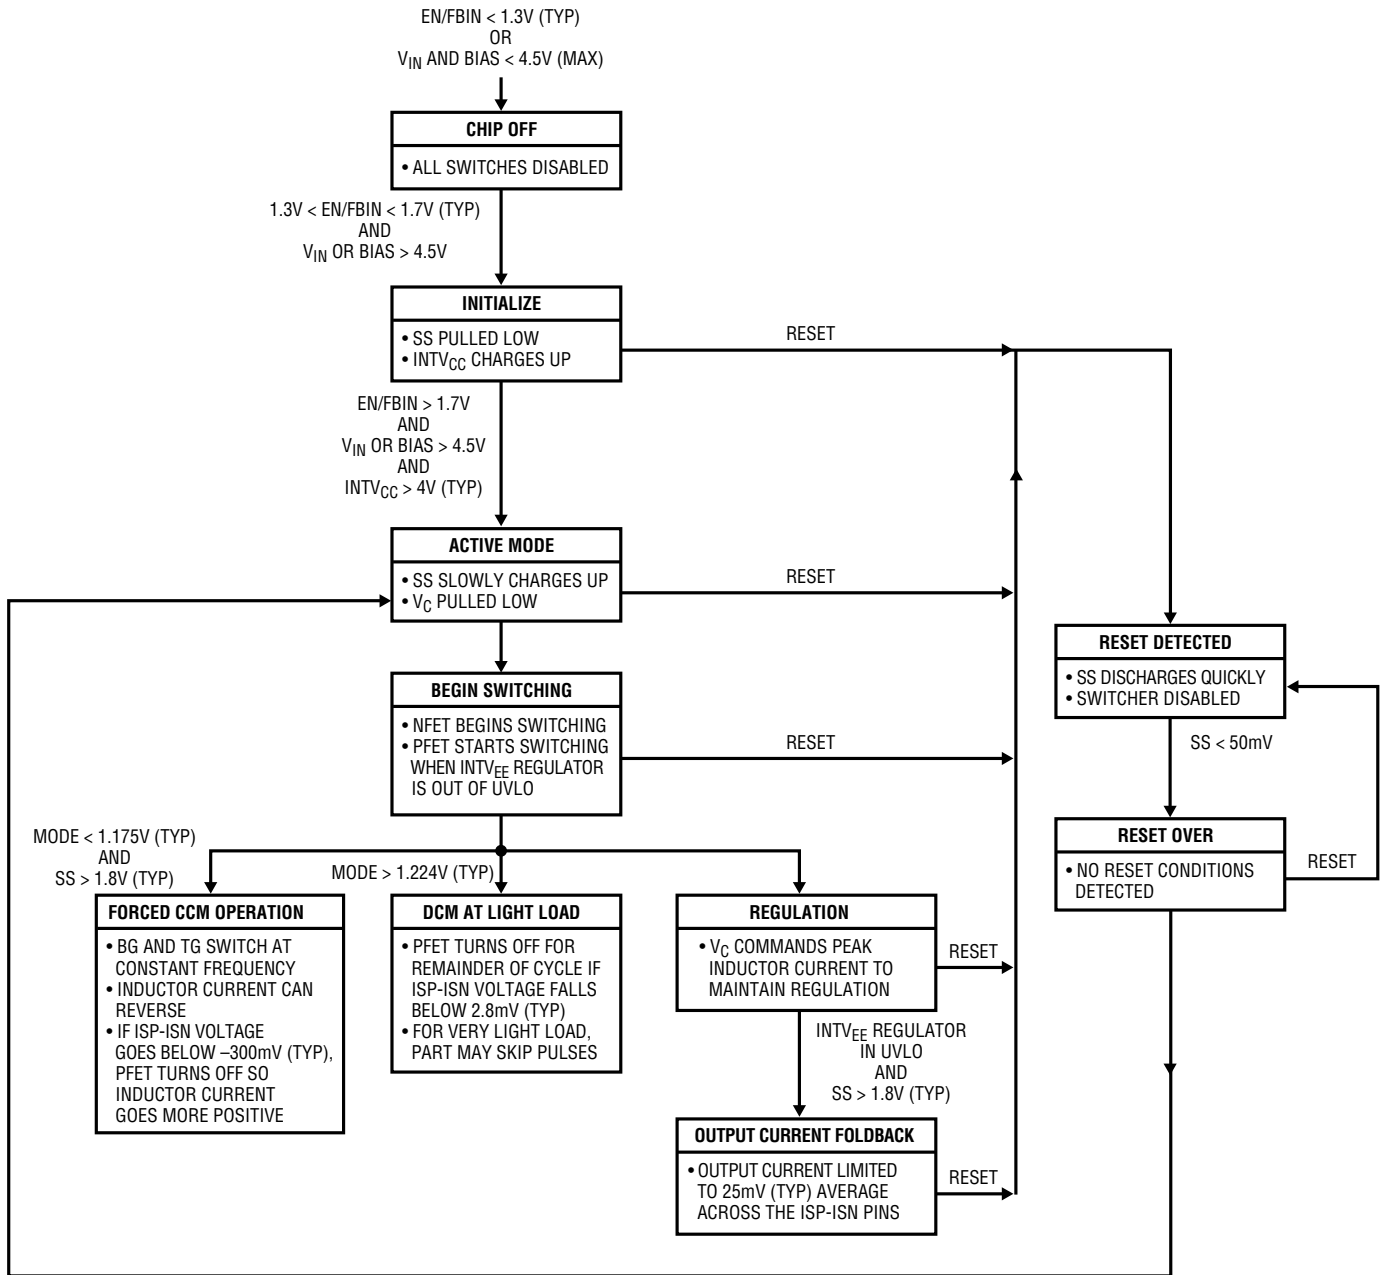 EN/FBIN < 1.3V (TYP)
OR
VIN AND BIAS < 4.5V (MAX)
CHIP OFF
• ALL SWITCHES DISABLED
1.3V < EN/FBIN < 1.7V (TYP)
AND
VIN OR BIAS > 4.5V
INITIALIZE
• SS PULLED LOW
• INTVCC CHARGES UP
RESET
EN/FBIN > 1.7V
AND
VIN OR BIAS > 4.5V
AND
INTVCC > 4V (TYP)
ACTIVE MODE
• SS SLOWLY CHARGES UP
• VC PULLED LOW
RESET
BEGIN SWITCHING
• NFET BEGINS SWITCHING
• PFET STARTS SWITCHING
WHEN INTVEE REGULATOR
IS OUT OF UVLO
RESET
RESET DETECTED
• SS DISCHARGES QUICKLY
• SWITCHER DISABLED
SS < 50mV
RESET OVER
• NO RESET CONDITIONS
DETECTED
RESET
MODE < 1.175V (TYP)
AND
SS > 1.8V (TYP)
MODE > 1.224V (TYP)
FORCED CCM OPERATION
• BG AND TG SWITCH AT
CONSTANT FREQUENCY
• INDUCTOR CURRENT CAN
REVERSE
• IF ISP-ISN VOLTAGE
GOES BELOW –300mV (TYP),
PFET TURNS OFF SO
INDUCTOR CURRENT
GOES MORE POSITIVE
DCM AT LIGHT LOAD
• PFET TURNS OFF FOR
REMAINDER OF CYCLE IF
ISP-ISN VOLTAGE FALLS
BELOW 2.8mV (TYP)
• FOR VERY LIGHT LOAD,
PART MAY SKIP PULSES
REGULATION
• VC COMMANDS PEAK
INDUCTOR CURRENT TO
MAINTAIN REGULATION
RESET
INTVEE REGULATOR
IN UVLO
AND
SS > 1.8V (TYP)
OUTPUT CURRENT FOLDBACK
• OUTPUT CURRENT LIMITED
TO 25mV (TYP) AVERAGE
ACROSS THE ISP-ISN PINS
RESET